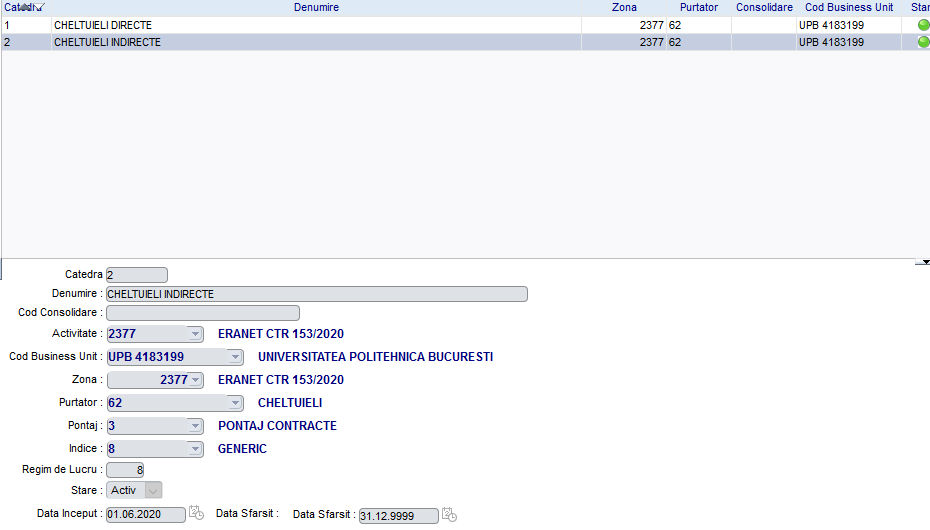 Catedra Denumire Zona Purtator Consolidare Cod Business Unit Star
1 CHELTUIELI DIRECTE 2377 62 UPB 4183199
2 CHELTUIELI INDIRECTE 2377 62 UPB 4183199
Catedra 2
Denumire : CHELTUIELI INDIRECTE
Cod Consolidare :
Activitate : 2377 ERANET CTR 153/2020
Cod Business Unit : UPB 4183199 UNIVERSITATEA POLITEHNICA BUCURESTI
Zona : 2377 ERANET CTR 153/2020
Purtator : 62 CHELTUIELI
Pontaj : 3 PONTAJ CONTRACTE
Indice : 8 GENERIC
Regim de Lucru : 8
Stare : Activ
Data Inceput : 01.06.2020 Data Sfarsit : Data Sfarsit : 31.12.9999